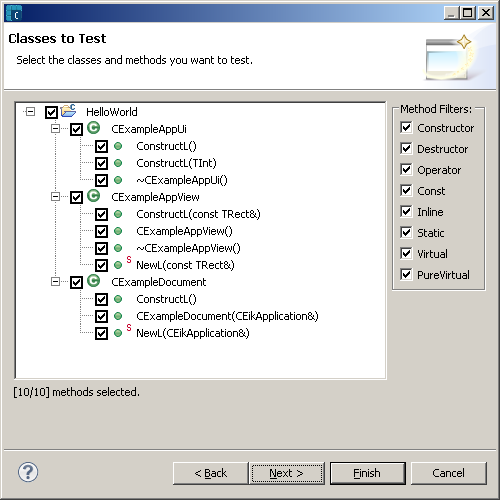 Classes to Test
Select the classes and methods you want to test.
HelloWorld
CExampleAppUi
ConstructL()
ConstructL(TInt)
~CExampleAppUi()
CExampleAppView
ConstructL(const TRect&)
CExampleAppView()
~CExampleAppView()
S NewL(const TRect&)
CExampleDocument
ConstructL()
CExampleDocument(CEikApplication&)
S NewL(CEikApplication&)
Method Filters:
Constructor
Destructor
Operator
Const
Inline
Static
Virtual
PureVirtual
[10/10] methods selected.
? < Back Next > Finish Cancel